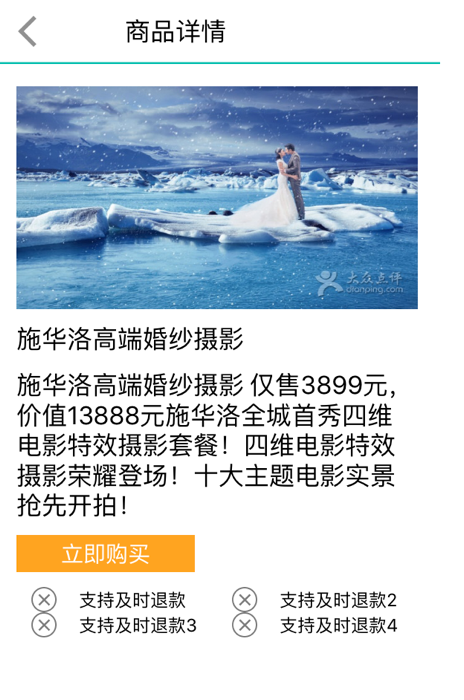 商品详情
大众点评
dianping.com
施华洛高端婚纱摄影
施华洛高端婚纱摄影 仅售3899元，
价值13888元施华洛全城首秀四维
电影特效摄影套餐！四维电影特效
摄影荣耀登场！十大主题电影实景
抢先开拍！
立即购买
支持及时退款 支持及时退款2
支持及时退款3 支持及时退款4